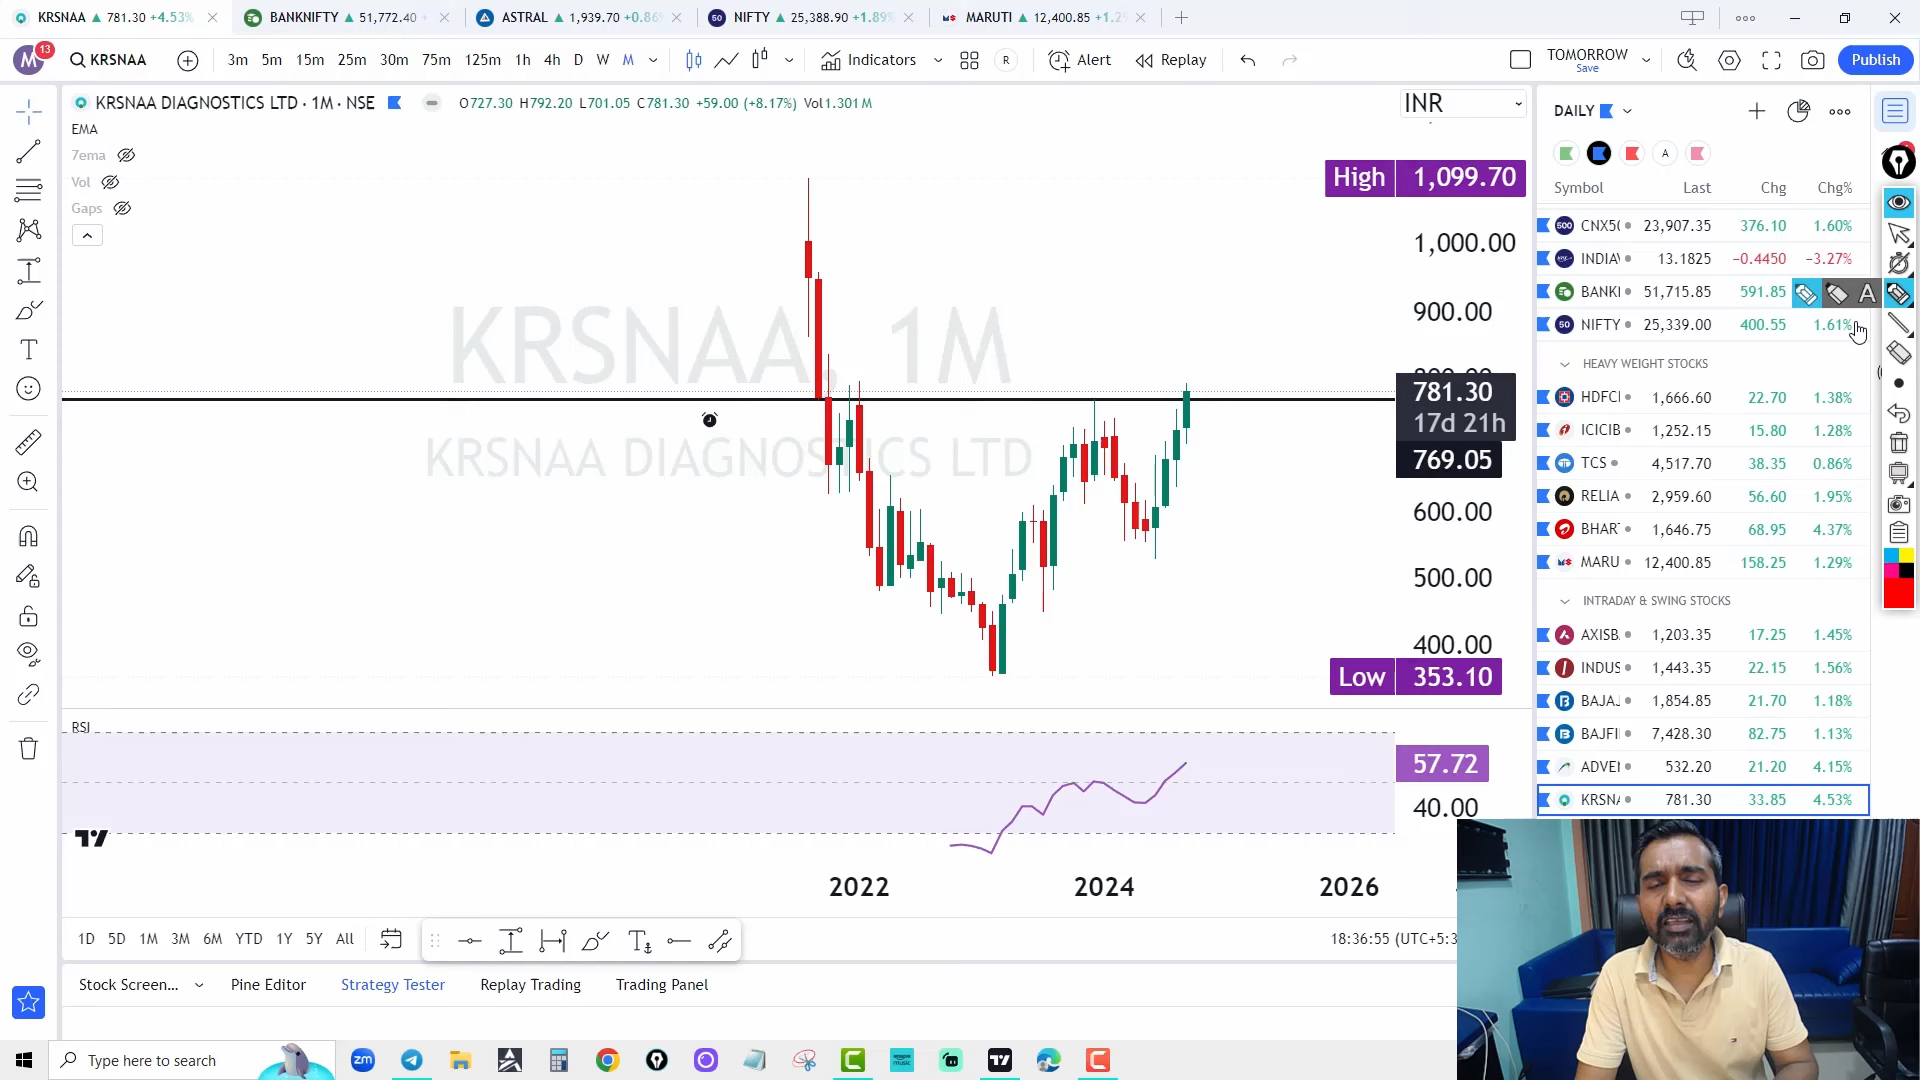 KRSNAA ▲ 781.30 +4.53%
BANKNIFTY ▲ 51,772.40
ASTRAL ▲ 1,939.70 +0.86%
NIFTY ▲ 25,388.90 +1.89%
MARUTI ▲ 12,400.85 +1.2
M 13 KRSNAA 3m 5m 15m 25m 30m 75m 125m 1h 4h D W M Indicators R Alert Replay TOMORROW Save Publish
KRSNAA DIAGNOSTICS LTD · 1M · NSE O727.30 H792.20 L701.05 C781.30 +59.00 (+8.17%) Vol1.301 M
INR
EMA
7ema
Vol
Gaps
KRSNAA, 1M
KRSNAA DIAGNOSTICS LTD
High 1,099.70
1,000.00
900.00
781.30
17d 21h
769.05
600.00
500.00
400.00
Low 353.10
RSI
57.72
40.00
2022 2024 2026
1D 5D 1M 3M 6M YTD 1Y 5Y All
18:36:55 (UTC+5:3
Stock Screen... Pine Editor Strategy Tester Replay Trading Trading Panel
Type here to search
DAILY
A
Symbol Last Chg Chg%
CNX50 23,907.35 376.10 1.60%
INDIA 13.1825 −0.4450 −3.27%
BANKI 51,715.85 591.85 A
NIFTY 25,339.00 400.55 1.61%
HEAVY WEIGHT STOCKS
HDFCI 1,666.60 22.70 1.38%
ICICIB 1,252.15 15.80 1.28%
TCS 4,517.70 38.35 0.86%
RELIA 2,959.60 56.60 1.95%
BHAR 1,646.75 68.95 4.37%
MARU 12,400.85 158.25 1.29%
INTRADAY & SWING STOCKS
AXISB 1,203.35 17.25 1.45%
INDUS 1,443.35 22.15 1.56%
BAJAJ 1,854.85 21.70 1.18%
BAJFI 7,428.30 82.75 1.13%
ADVEI 532.20 21.20 4.15%
KRSNA 781.30 33.85 4.53%